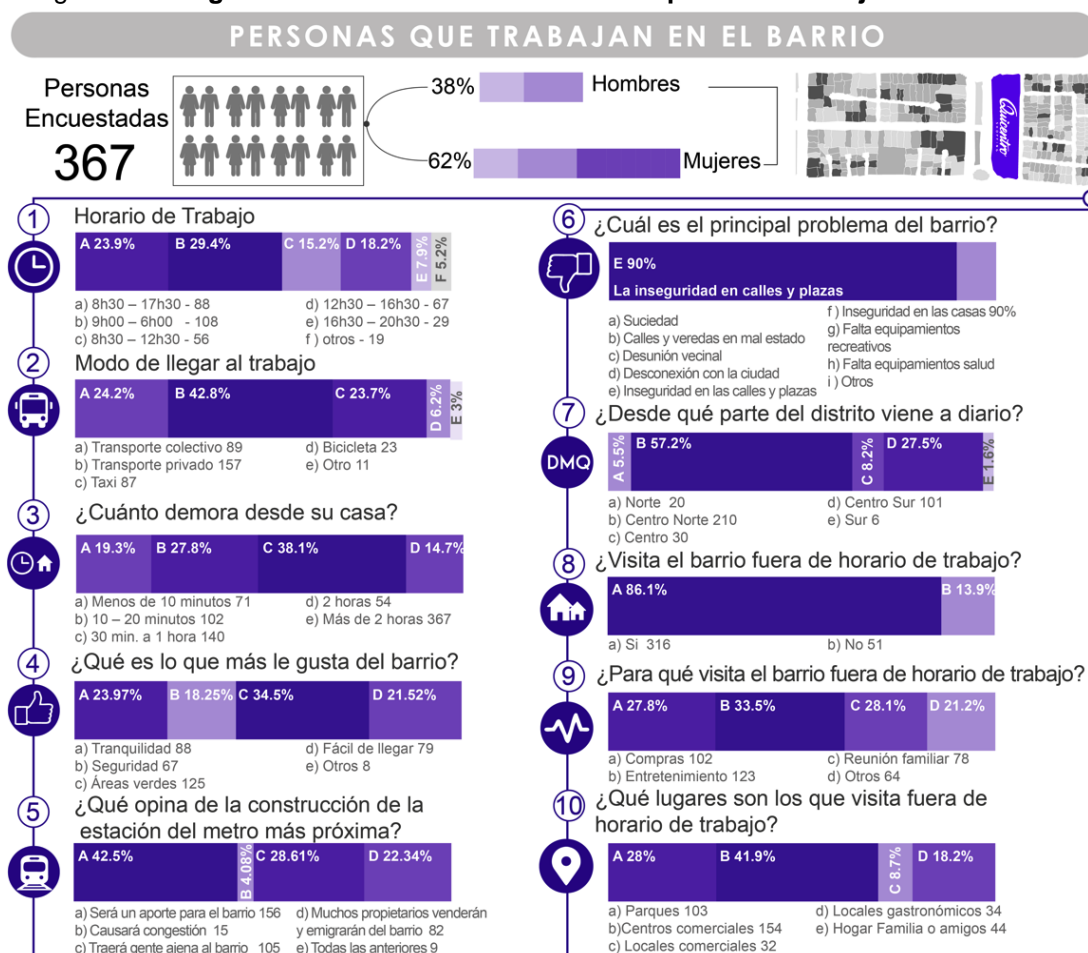 PERSONAS QUE TRABAJAN EN EL BARRIO
Personas
Encuestadas
367
38%
Hombres
62%
Mujeres
Quicentro
1
Horario de Trabajo
A 23.9%
B 29.4%
C 15.2%
D 18.2%
E 7.9%
F 5.2%
a) 8h30 – 17h30 - 88
b) 9h00 – 6h00 - 108
c) 8h30 – 12h30 - 56
d) 12h30 – 16h30 - 67
e) 16h30 – 20h30 - 29
f ) otros - 19
2
Modo de llegar al trabajo
A 24.2%
B 42.8%
C 23.7%
D 6.2%
E 3%
a) Transporte colectivo 89
b) Transporte privado 157
c) Taxi 87
d) Bicicleta 23
e) Otro 11
3
¿Cuánto demora desde su casa?
A 19.3%
B 27.8%
C 38.1%
D 14.7%
a) Menos de 10 minutos 71
b) 10 – 20 minutos 102
c) 30 min. a 1 hora 140
d) 2 horas 54
e) Más de 2 horas 367
4
¿Qué es lo que más le gusta del barrio?
A 23.97%
B 18.25%
C 34.5%
D 21.52%
a) Tranquilidad 88
b) Seguridad 67
c) Áreas verdes 125
d) Fácil de llegar 79
e) Otros 8
5
¿Qué opina de la construcción de la
estación del metro más próxima?
A 42.5%
B 4.08%
C 28.61%
D 22.34%
a) Será un aporte para el barrio 156
b) Causará congestión 15
c) Traerá gente ajena al barrio 105
d) Muchos propietarios venderán
y emigrarán del barrio 82
e) Todas las anteriores 9
6
¿Cuál es el principal problema del barrio?
E 90%
La inseguridad en calles y plazas
a) Suciedad
b) Calles y veredas en mal estado
c) Desunión vecinal
d) Desconexión con la ciudad
e) Inseguridad en las calles y plazas
f ) Inseguridad en las casas 90%
g) Falta equipamientos
recreativos
h) Falta equipamientos salud
i ) Otros
7
¿Desde qué parte del distrito viene a diario?
DMQ
A 5.5%
B 57.2%
C 8.2%
D 27.5%
E 1.6%
a) Norte 20
b) Centro Norte 210
c) Centro 30
d) Centro Sur 101
e) Sur 6
8
¿Visita el barrio fuera de horario de trabajo?
A 86.1%
B 13.9%
a) Si 316
b) No 51
9
¿Para qué visita el barrio fuera de horario de trabajo?
A 27.8%
B 33.5%
C 28.1%
D 21.2%
a) Compras 102
b) Entretenimiento 123
c) Reunión familiar 78
d) Otros 64
10
¿Qué lugares son los que visita fuera de
horario de trabajo?
A 28%
B 41.9%
C 8.7%
D 18.2%
a) Parques 103
b)Centros comerciales 154
c) Locales comerciales 32
d) Locales gastronómicos 34
e) Hogar Familia o amigos 44